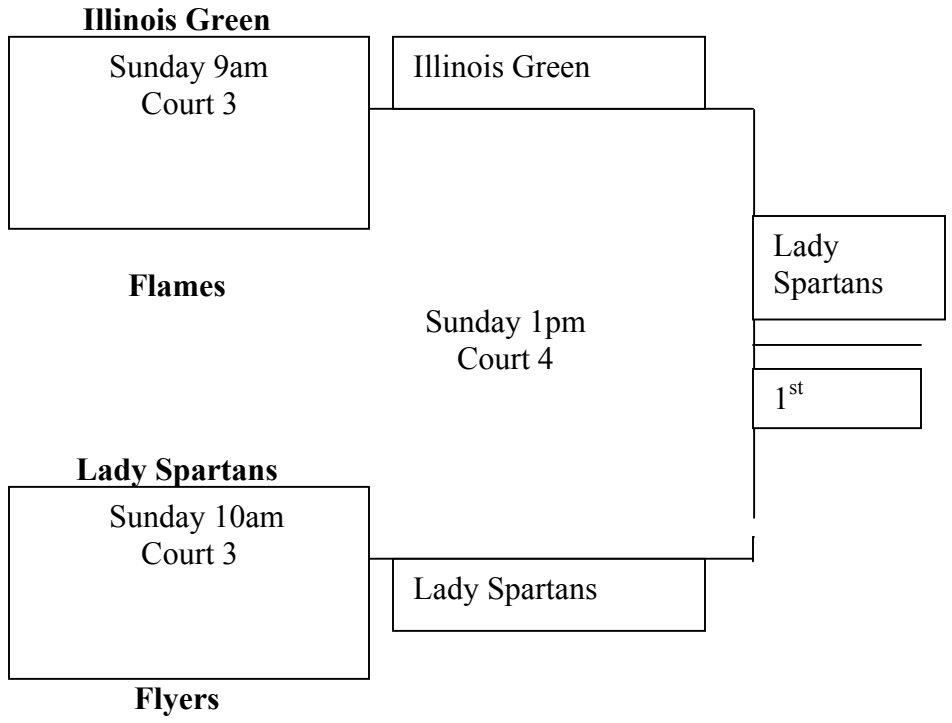 Illinois Green
Sunday 9am
Court 3
Illinois Green
Flames
Lady
Spartans
Sunday 1pm
Court 4
1st
Lady Spartans
Sunday 10am
Court 3
Lady Spartans
Flyers